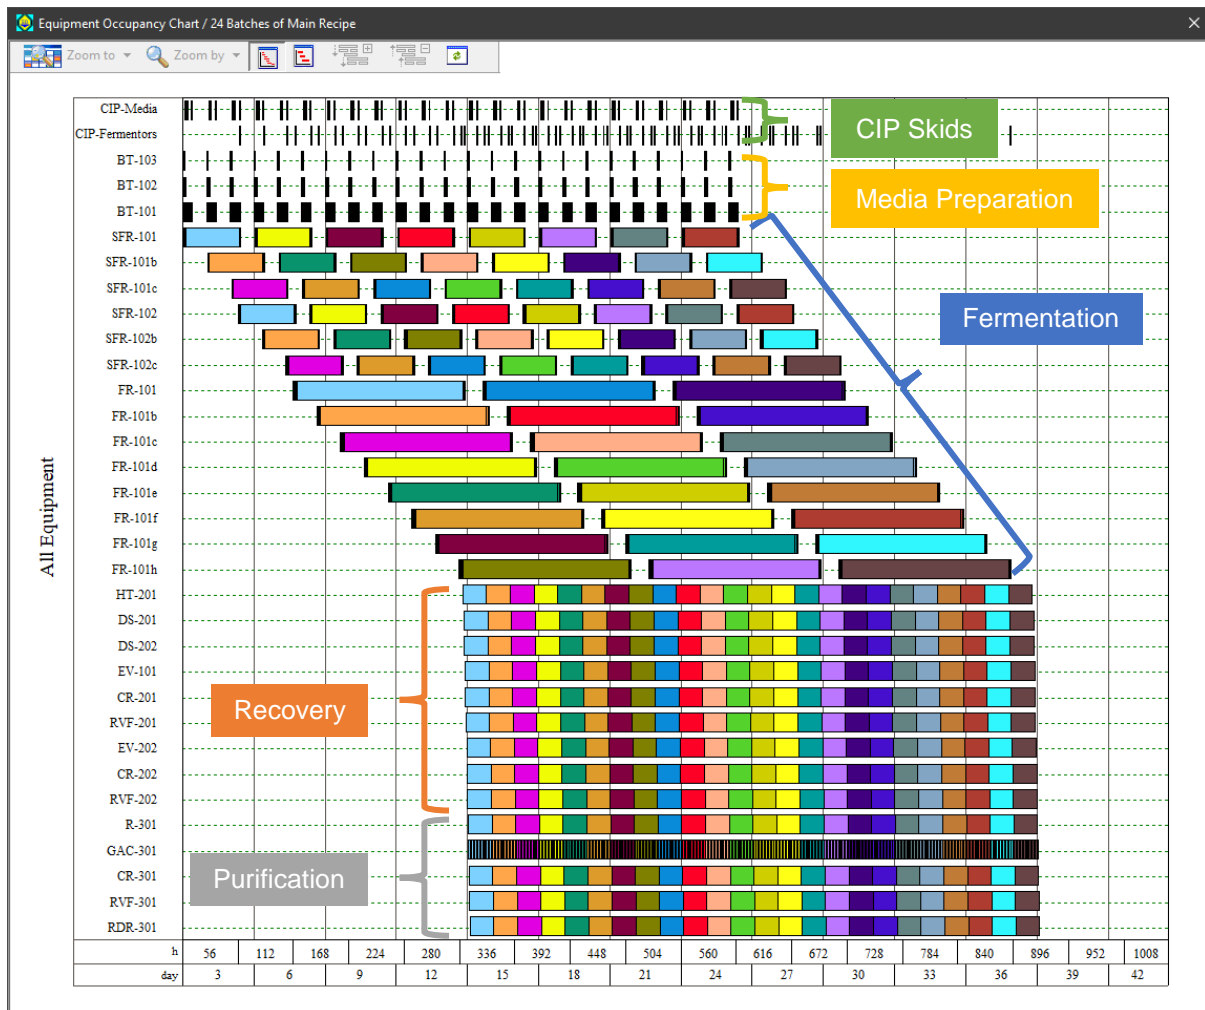 Equipment Occupancy Chart / 24 Batches of Main Recipe
Zoom to
Zoom by
CIP-Media
CIP-Fermentors
BT-103
BT-102
BT-101
SFR-101
SFR-101b
SFR-101c
SFR-102
SFR-102b
SFR-102c
FR-101
FR-101b
FR-101c
FR-101d
FR-101e
FR-101f
FR-101g
FR-101h
HT-201
DS-201
DS-202
EV-101
CR-201
RVF-201
EV-202
CR-202
RVF-202
R-301
GAC-301
CR-301
RVF-301
RDR-301
All Equipment
CIP Skids
Media Preparation
Fermentation
Recovery
Purification
h 56 112 168 224 280 336 392 448 504 560 616 672 728 784 840 896 952 1008
day 3 6 9 12 15 18 21 24 27 30 33 36 39 42